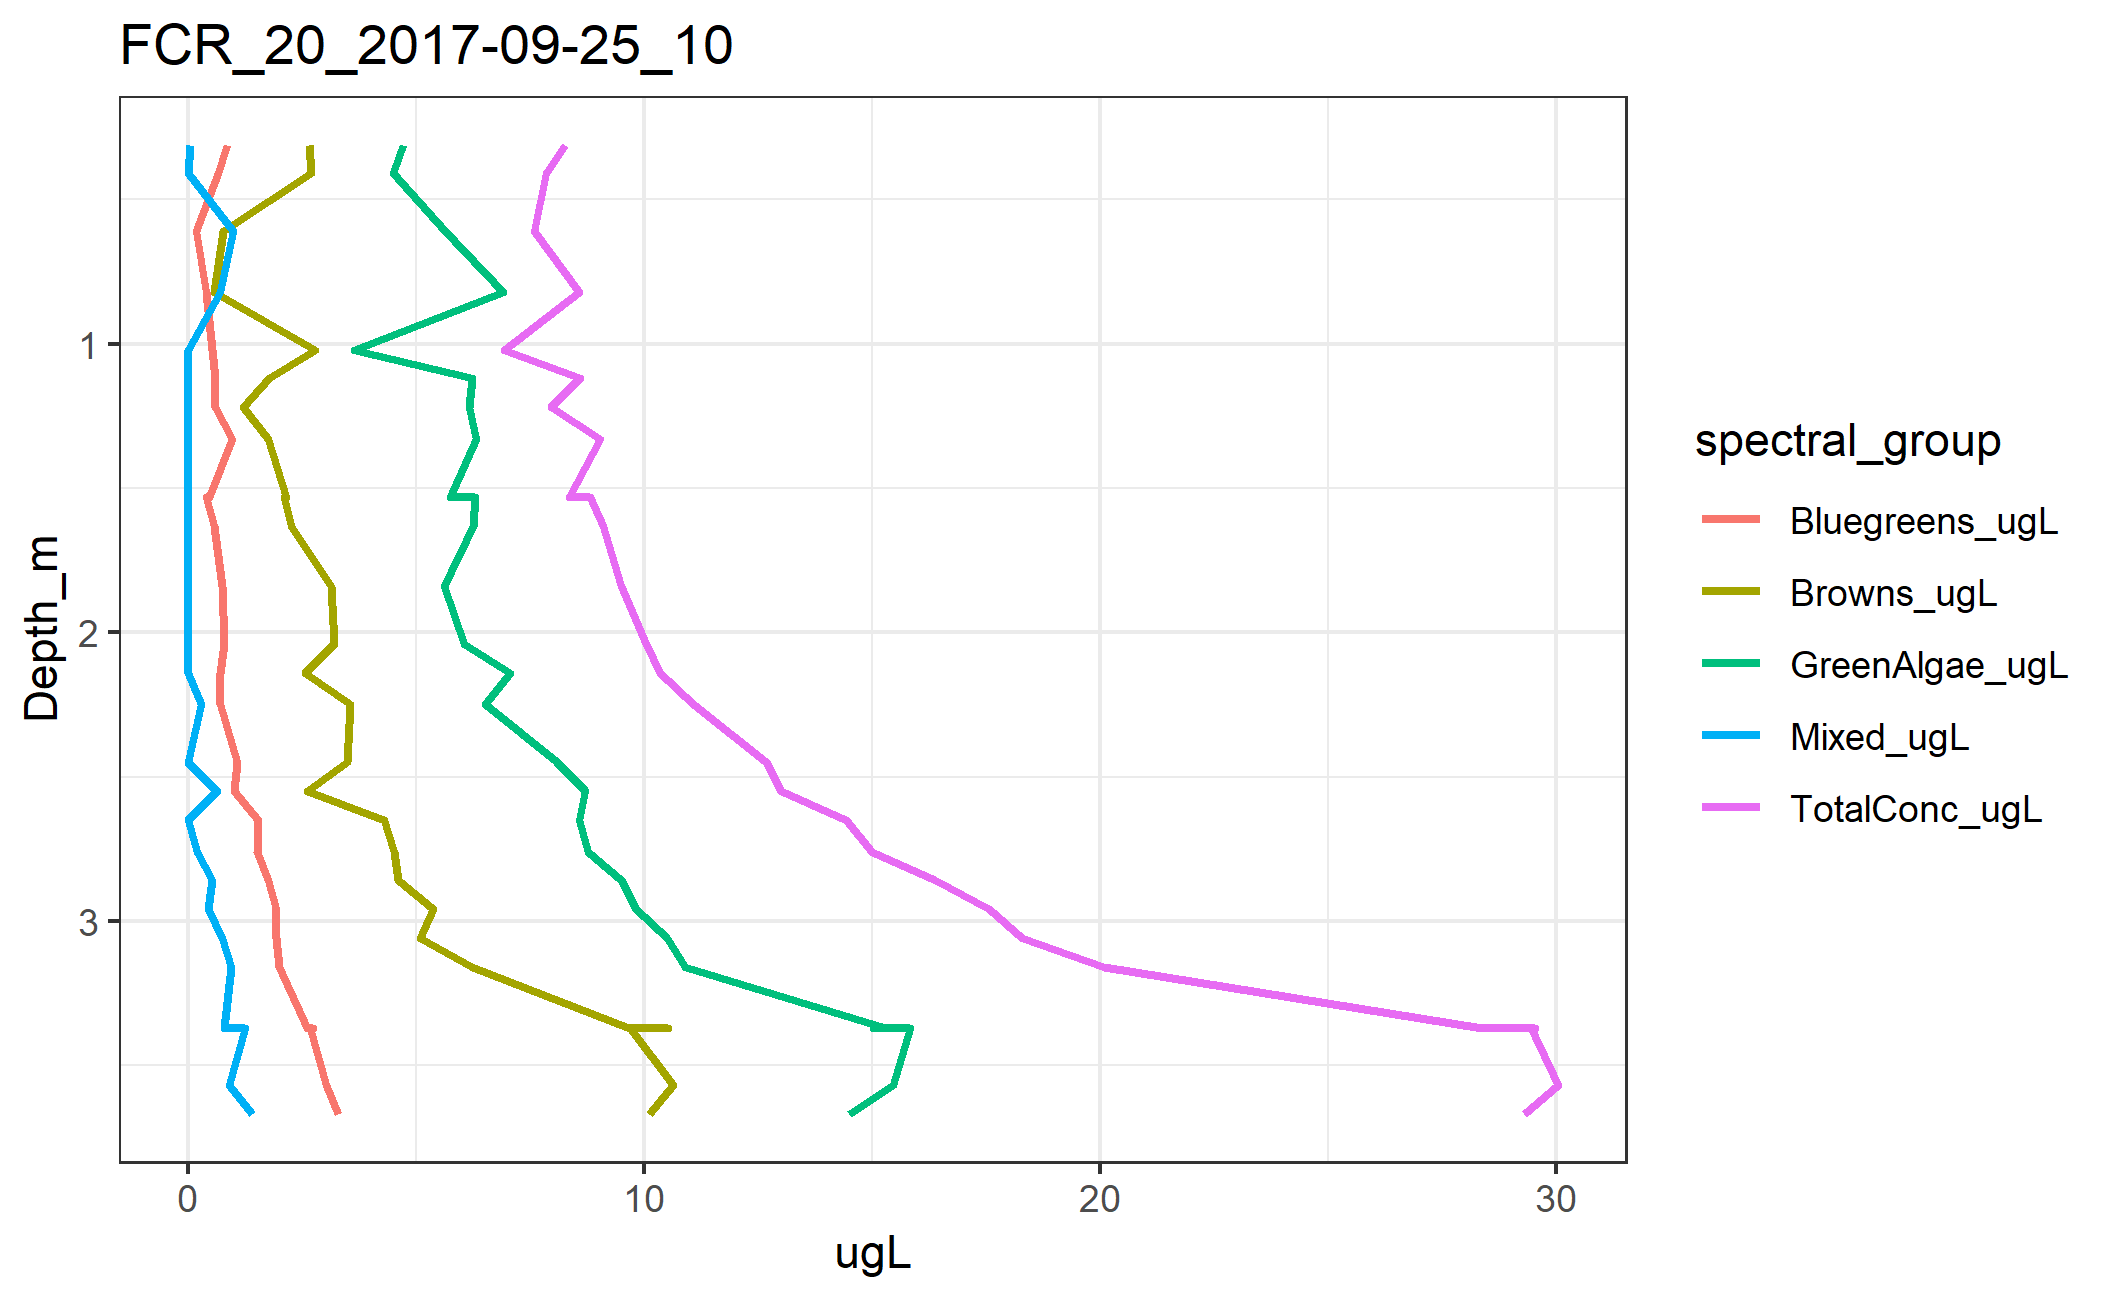 FCR_20_2017-09-25_10
1
2
3
Depth_m
0
10
20
30
ugL
spectral_group
Bluegreens_ugL
Browns_ugL
GreenAlgae_ugL
Mixed_ugL
TotalConc_ugL